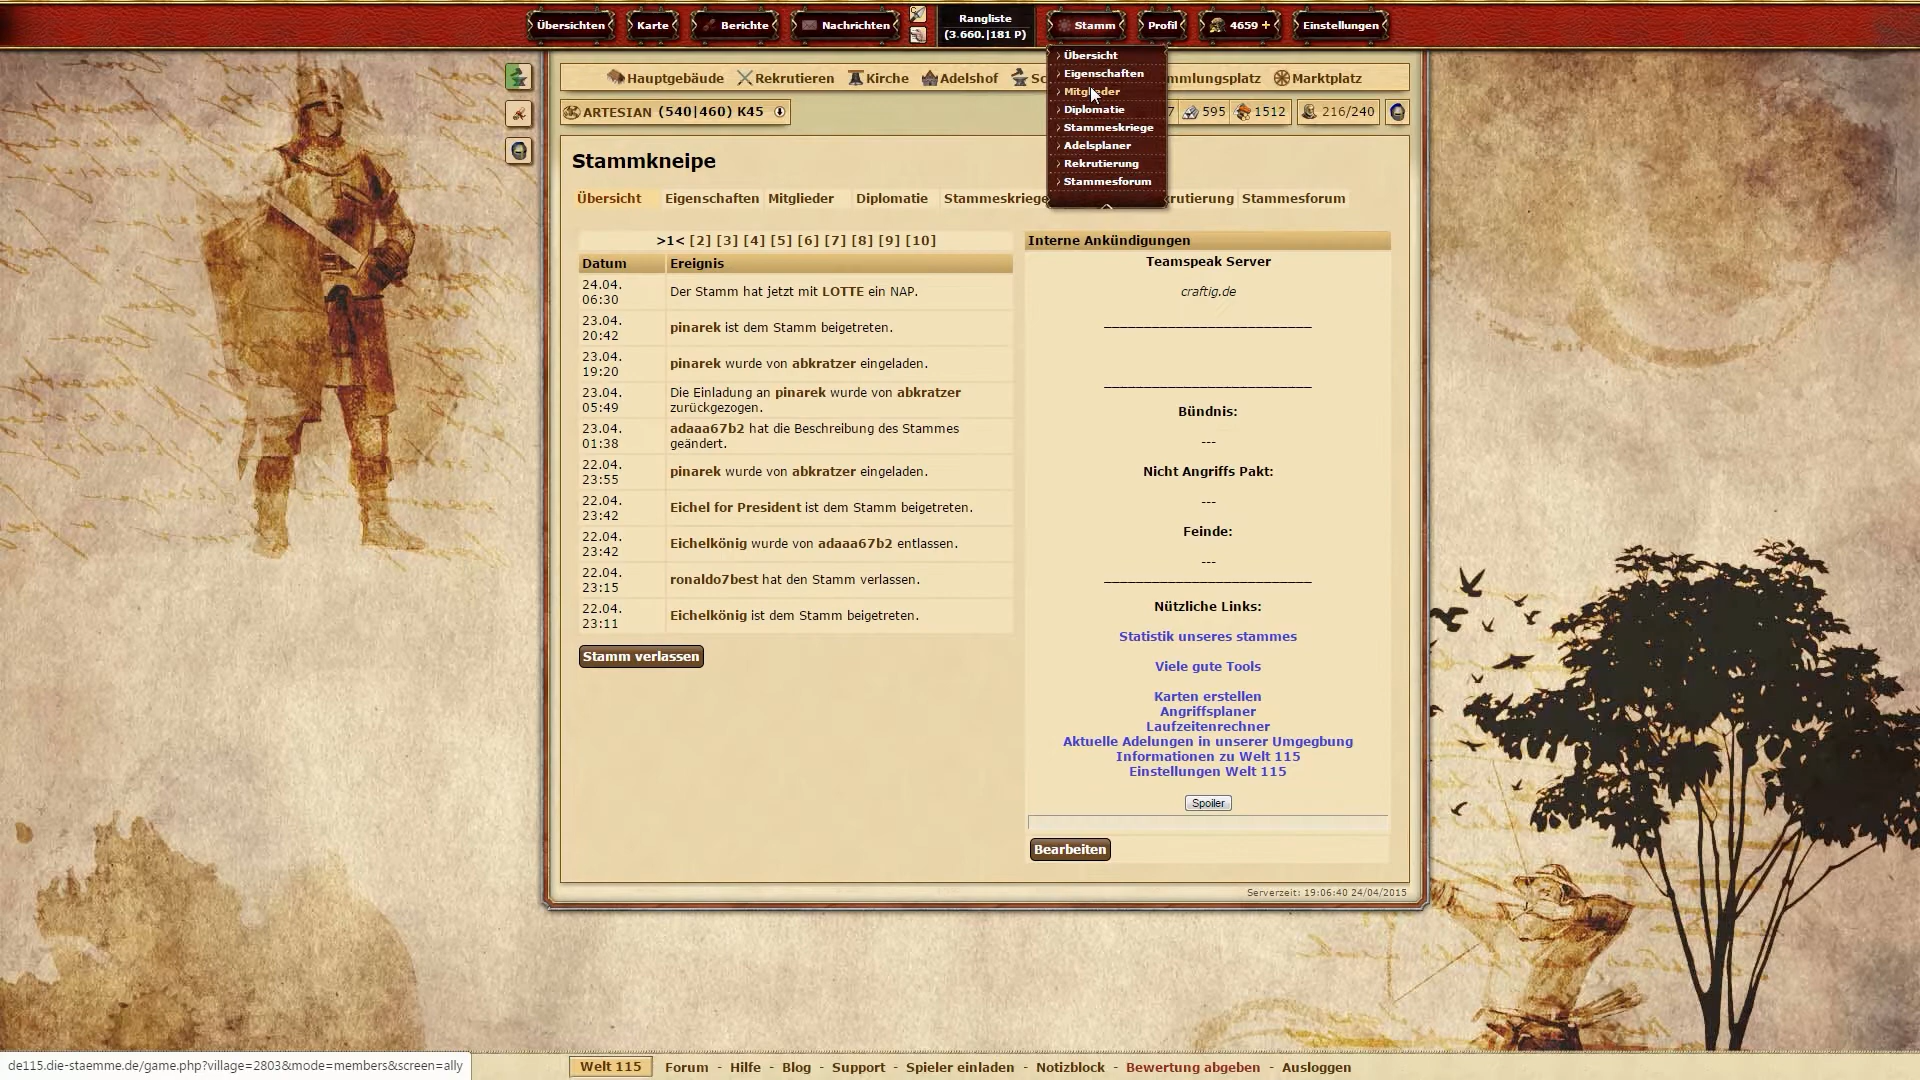 Übersichten
Karte
Berichte
Nachrichten
Rangliste
(3.660.|181 P)
Stamm
Profil
4659 +
Einstellungen
Übersicht
Eigenschaften
Mitglieder
Diplomatie
Stammeskriege
Adelsplaner
Rekrutierung
Stammesforum
Hauptgebäude
Rekrutieren
Kirche
Adelshof
Marktplatz
ARTESIAN (540|460) K45
595
1512
216/240
Stammkneipe
Übersicht
Eigenschaften
Mitglieder
Diplomatie
Stammeskriege
Stammesforum
>1< [2] [3] [4] [5] [6] [7] [8] [9] [10]
Datum Ereignis
24.04.
06:30
Der Stamm hat jetzt mit LOTTE ein NAP.
23.04.
20:42
pinarek ist dem Stamm beigetreten.
23.04.
19:20
pinarek wurde von abkratzer eingeladen.
23.04.
05:49
Die Einladung an pinarek wurde von abkratzer
zurückgezogen.
23.04.
01:38
adaaa67b2 hat die Beschreibung des Stammes
geändert.
22.04.
23:55
pinarek wurde von abkratzer eingeladen.
22.04.
23:42
Eichel for President ist dem Stamm beigetreten.
22.04.
23:42
Eichelkönig wurde von adaaa67b2 entlassen.
22.04.
23:15
ronaldo7best hat den Stamm verlassen.
22.04.
23:11
Eichelkönig ist dem Stamm beigetreten.
Stamm verlassen
Interne Ankündigungen
Teamspeak Server
craftig.de
__________________________
__________________________
Bündnis:
---
Nicht Angriffs Pakt:
---
Feinde:
---
__________________________
Nützliche Links:
Statistik unseres stammes
Viele gute Tools
Karten erstellen
Angriffsplaner
Laufzeitenrechner
Aktuelle Adelungen in unserer Umgegbung
Informationen zu Welt 115
Einstellungen Welt 115
Spoiler
Bearbeiten
Serverzeit: 19:06:40 24/04/2015
de115.die-staemme.de/game.php?village=2803&mode=members&screen=ally
Welt 115
Forum - Hilfe - Blog - Support - Spieler einladen - Notizblock - Bewertung abgeben - Ausloggen